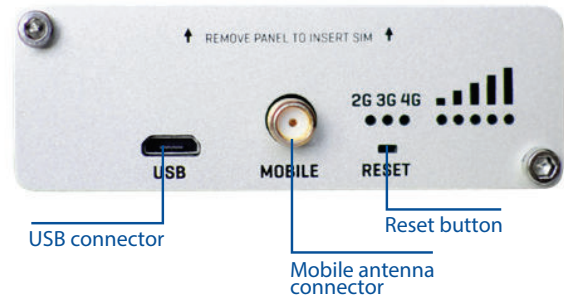 REMOVE PANEL TO INSERT SIM
2G 3G 4G
USB
MOBILE
RESET
USB connector
Reset button
Mobile antenna
connector